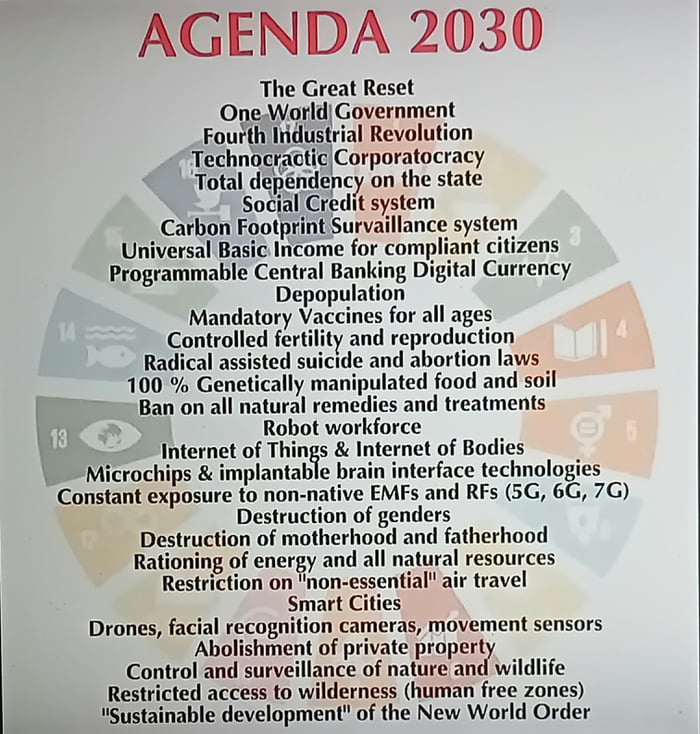 AGENDA 2030
The Great Reset
One World Government
Fourth Industrial Revolution
Technocractic Corporatocracy
Total dependency on the state
Social Credit system
Carbon Footprint Survaillance system
Universal Basic Income for compliant citizens
Programmable Central Banking Digital Currency
Depopulation
Mandatory Vaccines for all ages
Controlled fertility and reproduction
Radical assisted suicide and abortion laws
100 % Genetically manipulated food and soil
Ban on all natural remedies and treatments
Robot workforce
Internet of Things & Internet of Bodies
Microchips & implantable brain interface technologies
Constant exposure to non-native EMFs and RFs (5G, 6G, 7G)
Destruction of genders
Destruction of motherhood and fatherhood
Rationing of energy and all natural resources
Restriction on "non-essential" air travel
Smart Cities
Drones, facial recognition cameras, movement sensors
Abolishment of private property
Control and surveillance of nature and wildlife
Restricted access to wilderness (human free zones)
"Sustainable development" of the New World Order
3
4
5
13
14